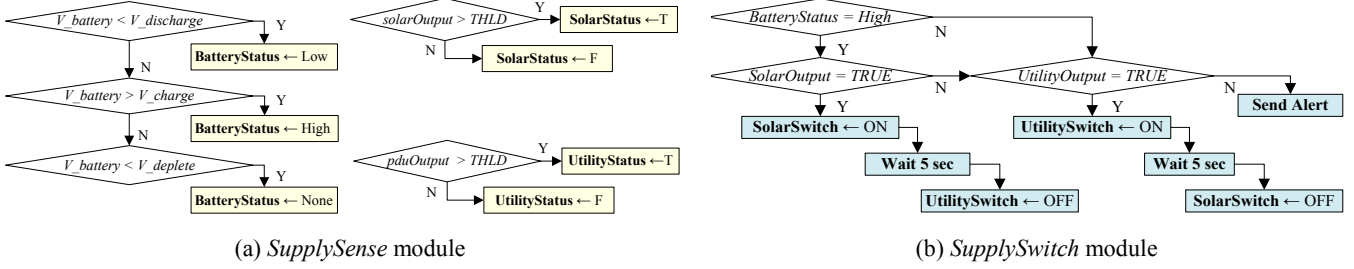 V_battery < V_discharge
Y
BatteryStatus ← Low
N
V_battery > V_charge
Y
BatteryStatus ← High
N
V_battery < V_deplete
Y
BatteryStatus ← None
solarOutput > THLD
Y
SolarStatus ←T
N
SolarStatus ← F
pduOutput > THLD
Y
UtilityStatus ←T
N
UtilityStatus ← F
(a) SupplySense module
BatteryStatus = High
N
Y
SolarOutput = TRUE
N
UtilityOutput = TRUE
N
Send Alert
Y
SolarSwitch ← ON
Y
UtilitySwitch ← ON
Wait 5 sec
Wait 5 sec
UtilitySwitch ← OFF
SolarSwitch ← OFF
(b) SupplySwitch module